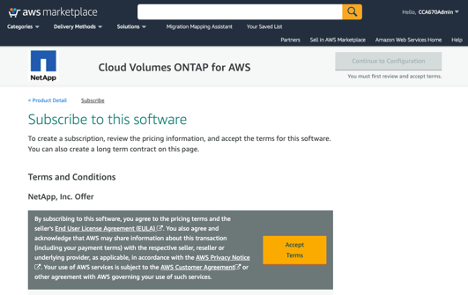 aws marketplace
Hello, CCA670Admin
Categories Delivery Methods Solutions Migration Mapping Assistant Your Saved List
Partners Sell in AWS Marketplace Amazon Web Services Home Help
NetApp
Cloud Volumes ONTAP for AWS
Continue to Configuration
You must first review and accept terms.
< Product Detail Subscribe
Subscribe to this software
To create a subscription, review the pricing information, and accept the terms for this software.
You can also create a long term contract on this page.
Terms and Conditions
NetApp, Inc. Offer
By subscribing to this software, you agree to the pricing terms and the
seller's End User License Agreement (EULA). You also agree and
acknowledge that AWS may share information about this transaction
(including your payment terms) with the respective seller, reseller or
underlying provider, as applicable, in accordance with the AWS Privacy Notice
. Your use of AWS services is subject to the AWS Customer Agreement or
other agreement with AWS governing your use of such services.
Accept
Terms